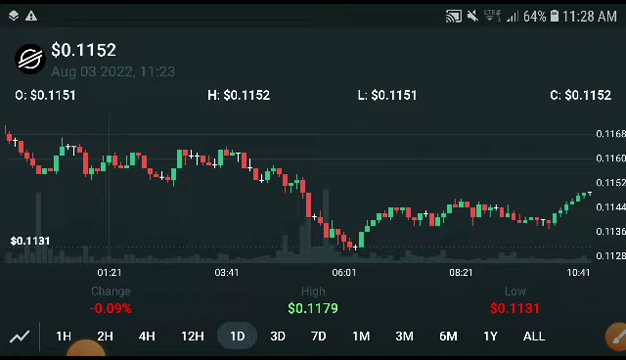 64% 11:28 AM
$0.1152
Aug 03 2022, 11:23
O: $0.1151 H: $0.1152 L: $0.1151 C: $0.1152
0.1168
0.1160
0.1152
0.1144
$0.1131
0.1136
0.1128
01:21 03:41 06:01 08:21 10:41
Change High Low
-0.09% $0.1179 $0.1131
1H 2H 4H 12H 1D 3D 7D 1M 3M 6M 1Y ALL